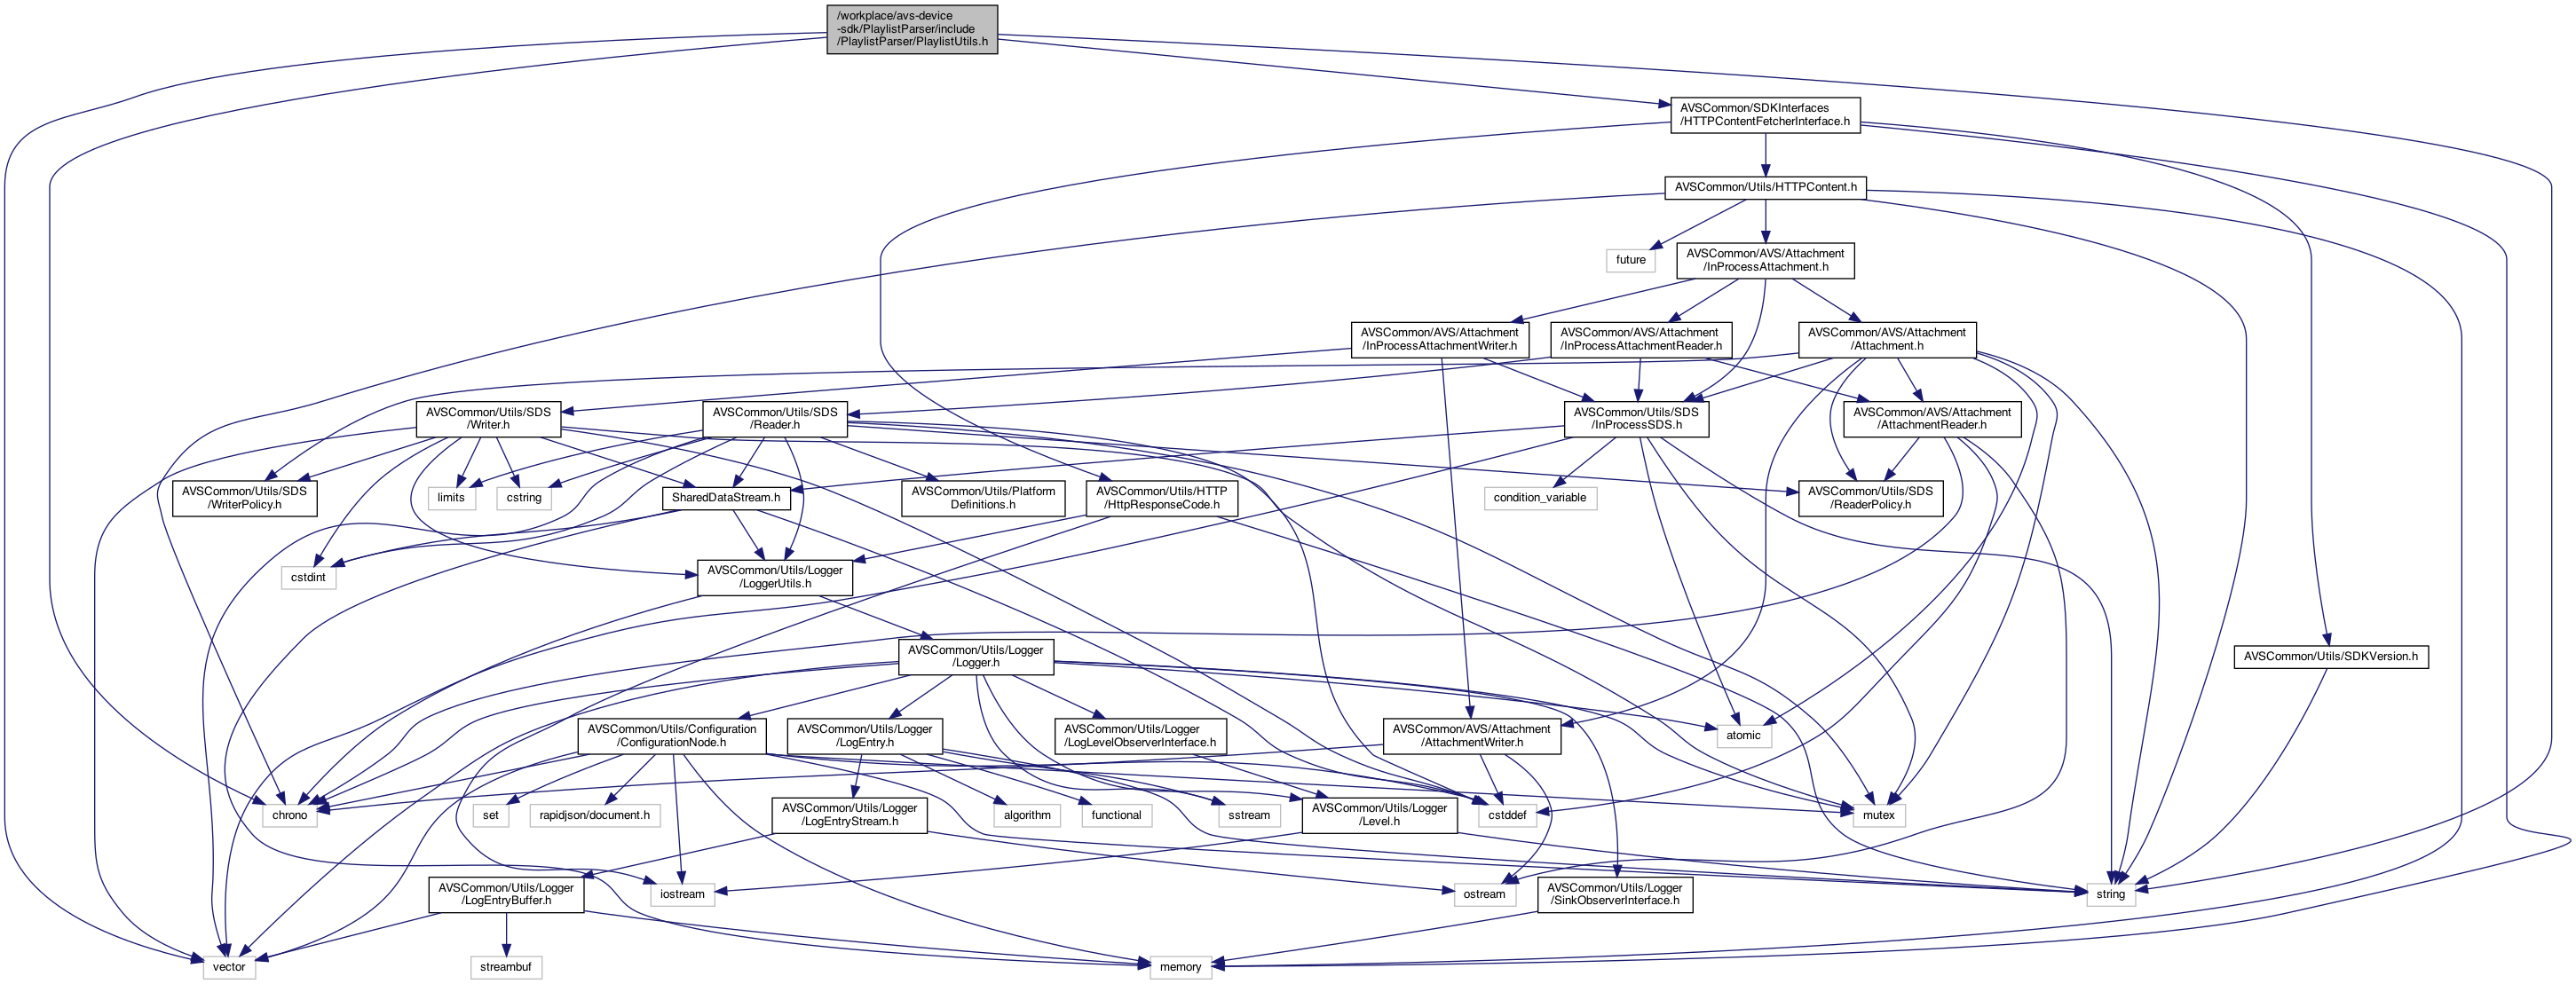 /workplace/avs-device
-sdk/PlaylistParser/include
/PlaylistParser/PlaylistUtils.h
AVSCommon/SDKInterfaces
/HTTPContentFetcherInterface.h
AVSCommon/Utils/HTTPContent.h
future
AVSCommon/AVS/Attachment
/InProcessAttachment.h
AVSCommon/AVS/Attachment
/InProcessAttachmentWriter.h
AVSCommon/AVS/Attachment
/InProcessAttachmentReader.h
AVSCommon/AVS/Attachment
/Attachment.h
AVSCommon/Utils/SDS
/Writer.h
AVSCommon/Utils/SDS
/Reader.h
AVSCommon/Utils/SDS
/InProcessSDS.h
AVSCommon/AVS/Attachment
/AttachmentReader.h
AVSCommon/Utils/SDS
/WriterPolicy.h
limits
cstring
SharedDataStream.h
AVSCommon/Utils/Platform
Definitions.h
AVSCommon/Utils/HTTP
/HttpResponseCode.h
condition_variable
AVSCommon/Utils/SDS
/ReaderPolicy.h
cstdint
AVSCommon/Utils/Logger
/LoggerUtils.h
AVSCommon/Utils/Logger
/Logger.h
AVSCommon/Utils/SDKVersion.h
AVSCommon/Utils/Configuration
/ConfigurationNode.h
AVSCommon/Utils/Logger
/LogEntry.h
AVSCommon/Utils/Logger
/LogLevelObserverInterface.h
AVSCommon/AVS/Attachment
/AttachmentWriter.h
atomic
chrono
set
rapidjson/document.h
AVSCommon/Utils/Logger
/LogEntryStream.h
algorithm
functional
sstream
AVSCommon/Utils/Logger
/Level.h
cstddef
mutex
AVSCommon/Utils/Logger
/LogEntryBuffer.h
iostream
ostream
AVSCommon/Utils/Logger
/SinkObserverInterface.h
string
vector
streambuf
memory